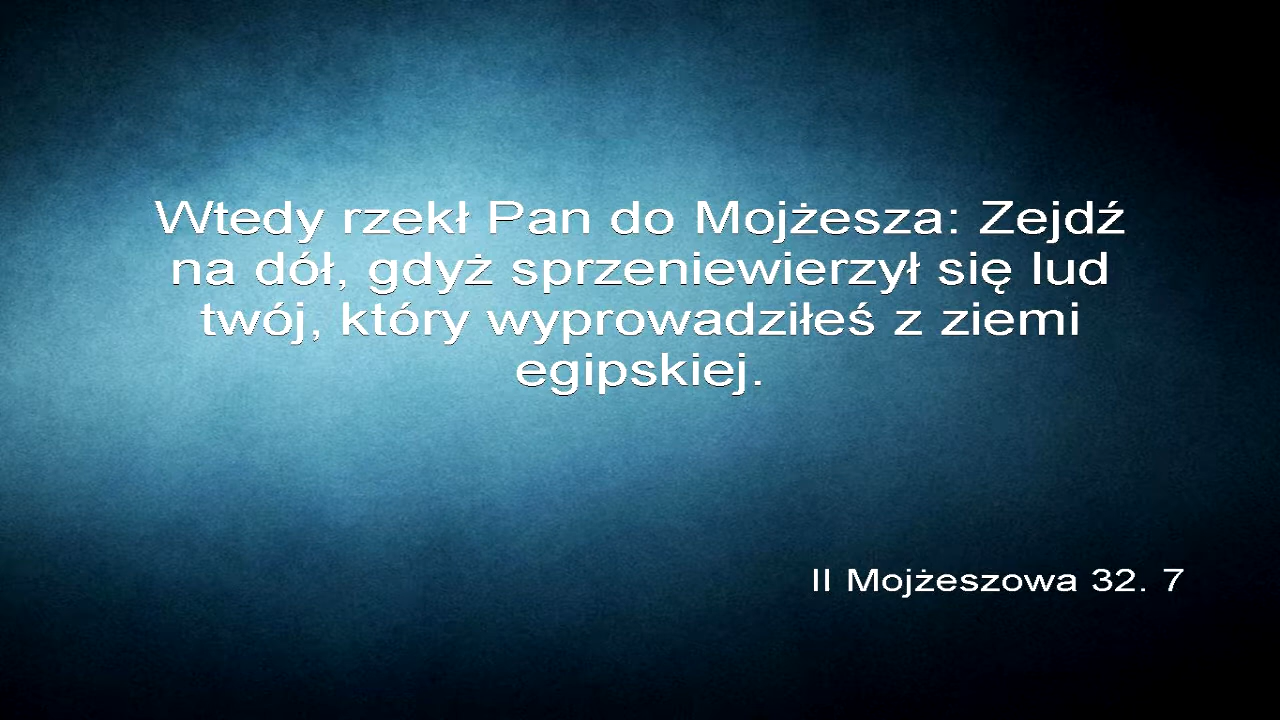 Wtedy rzekł Pan do Mojżesza: Zejdź
na dół, gdyż sprzeniewierzył się lud
twój, który wyprowadziłeś z ziemi
egipskiej.
II Mojżeszowa 32. 7